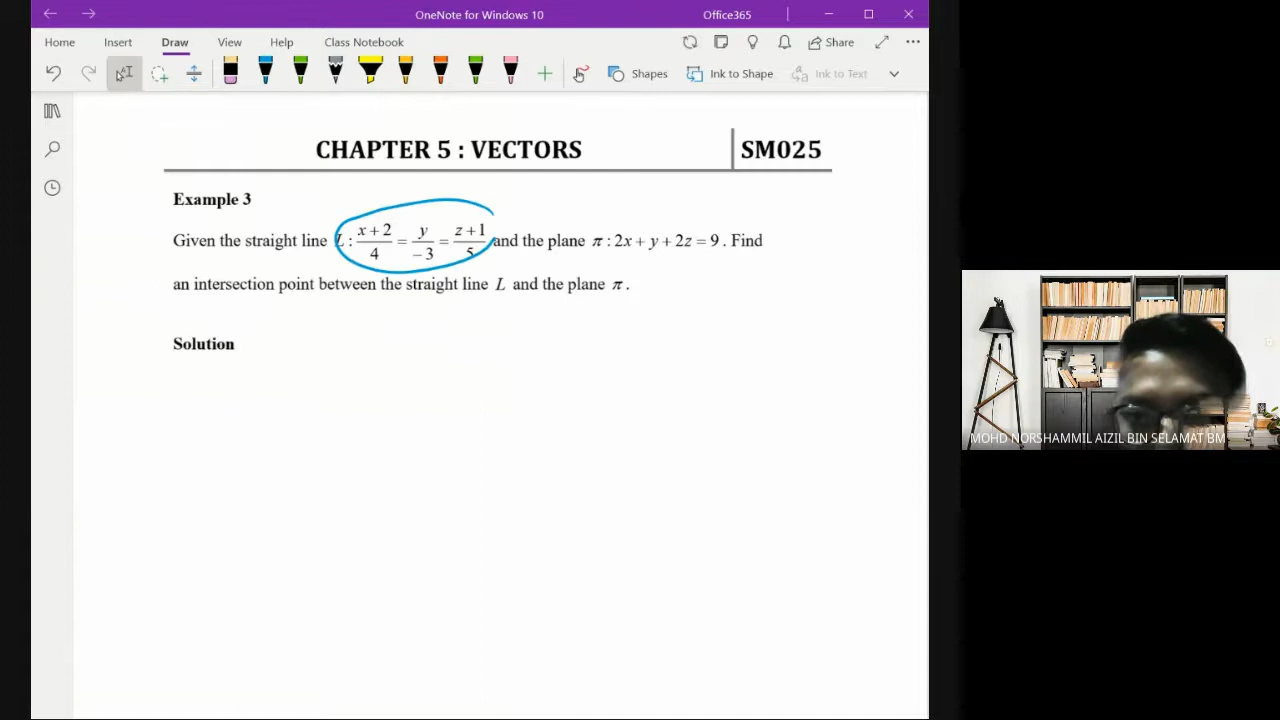 OneNote for Windows 10
Office365
Home Insert Draw View Help Class Notebook
Share
Shapes Ink to Shape Ink to Text
CHAPTER 5 : VECTORS SM025
Example 3
Given the straight line L : x + 2 / 4 = y / −3 = z + 1 / 5 and the plane π : 2x + y + 2z = 9 . Find
an intersection point between the straight line L and the plane π .
Solution
MOHD NORSHAMMIL AIZIL BIN SELAMAT BM